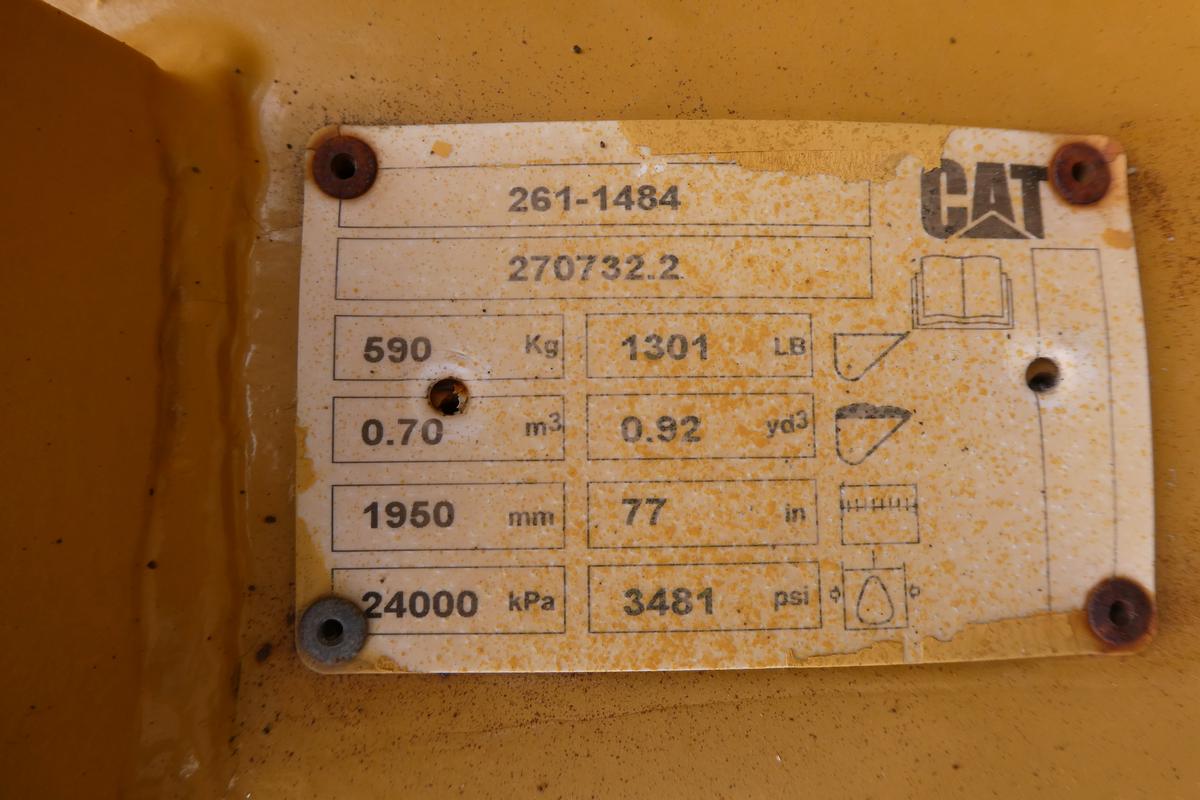 261-1484
CAT
270732.2
590 Kg 1301 LB
0.70 m³ 0.92 yd³
1950 mm 77 in
24000 kPa 3481 psi